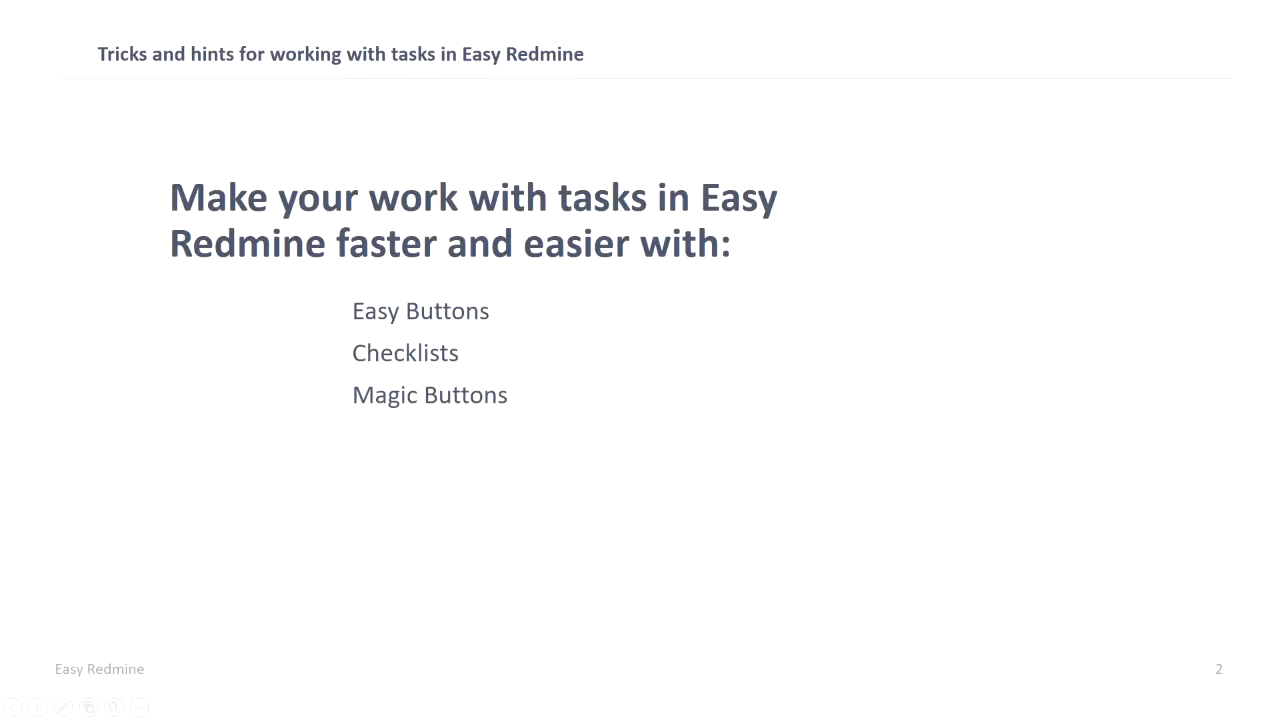 Tricks and hints for working with tasks in Easy Redmine
Make your work with tasks in Easy
Redmine faster and easier with:
Easy Buttons
Checklists
Magic Buttons
Easy Redmine
2